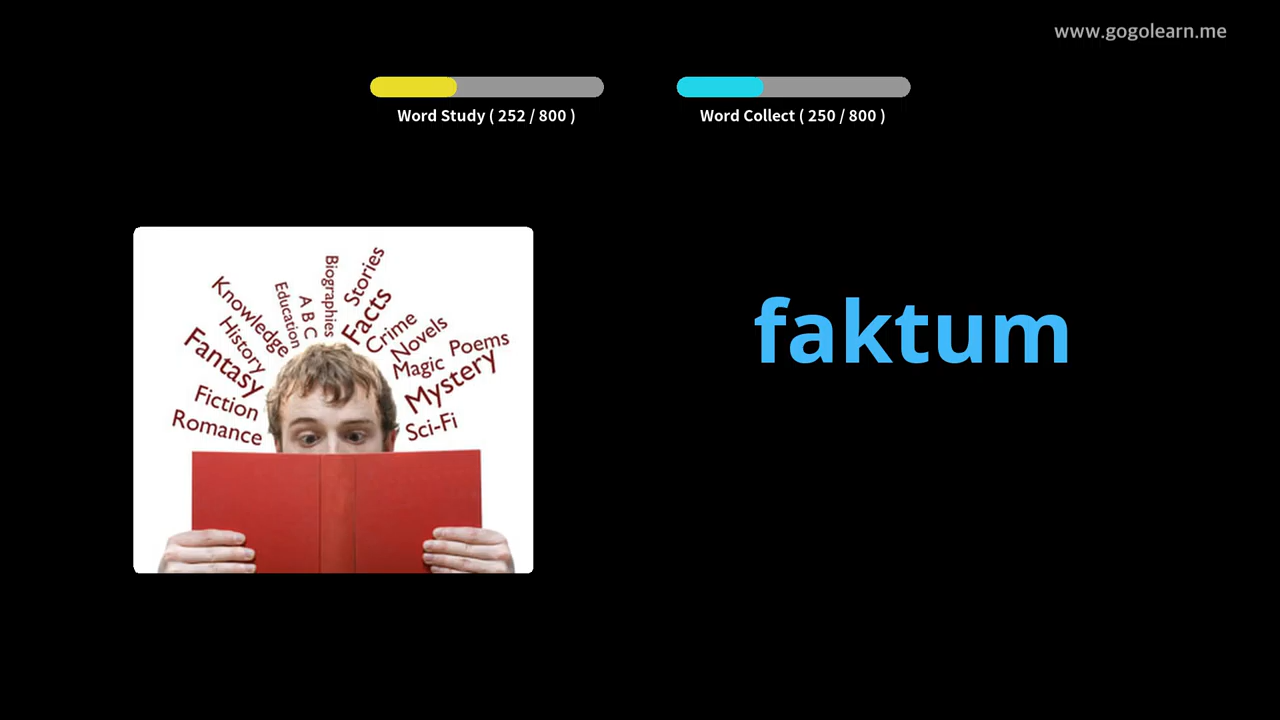 www.gogolearn.me
Word Study ( 252 / 800 )
Word Collect ( 250 / 800 )
faktum
Biographies
Stories
Education
A B C
Facts
Knowledge
History
Crime
Novels
Poems
Fantasy
Magic
Mystery
Fiction
Romance
Sci-Fi